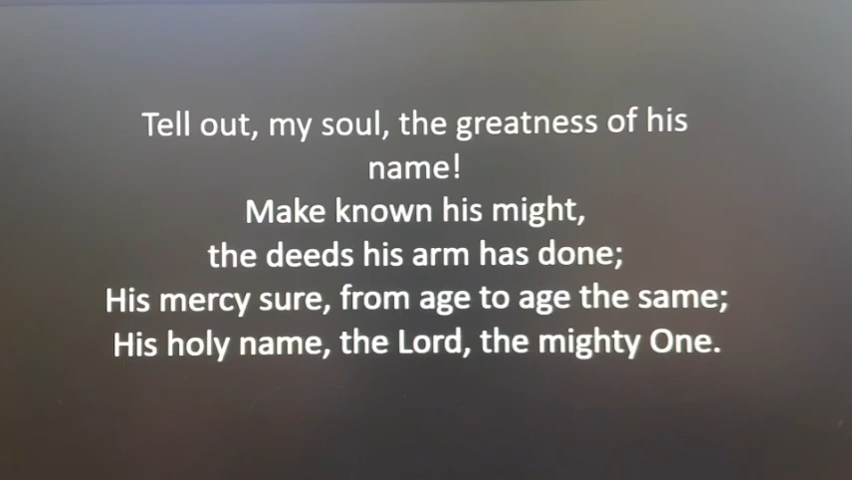 Tell out, my soul, the greatness of his
name!
Make known his might,
the deeds his arm has done;
His mercy sure, from age to age the same;
His holy name, the Lord, the mighty One.